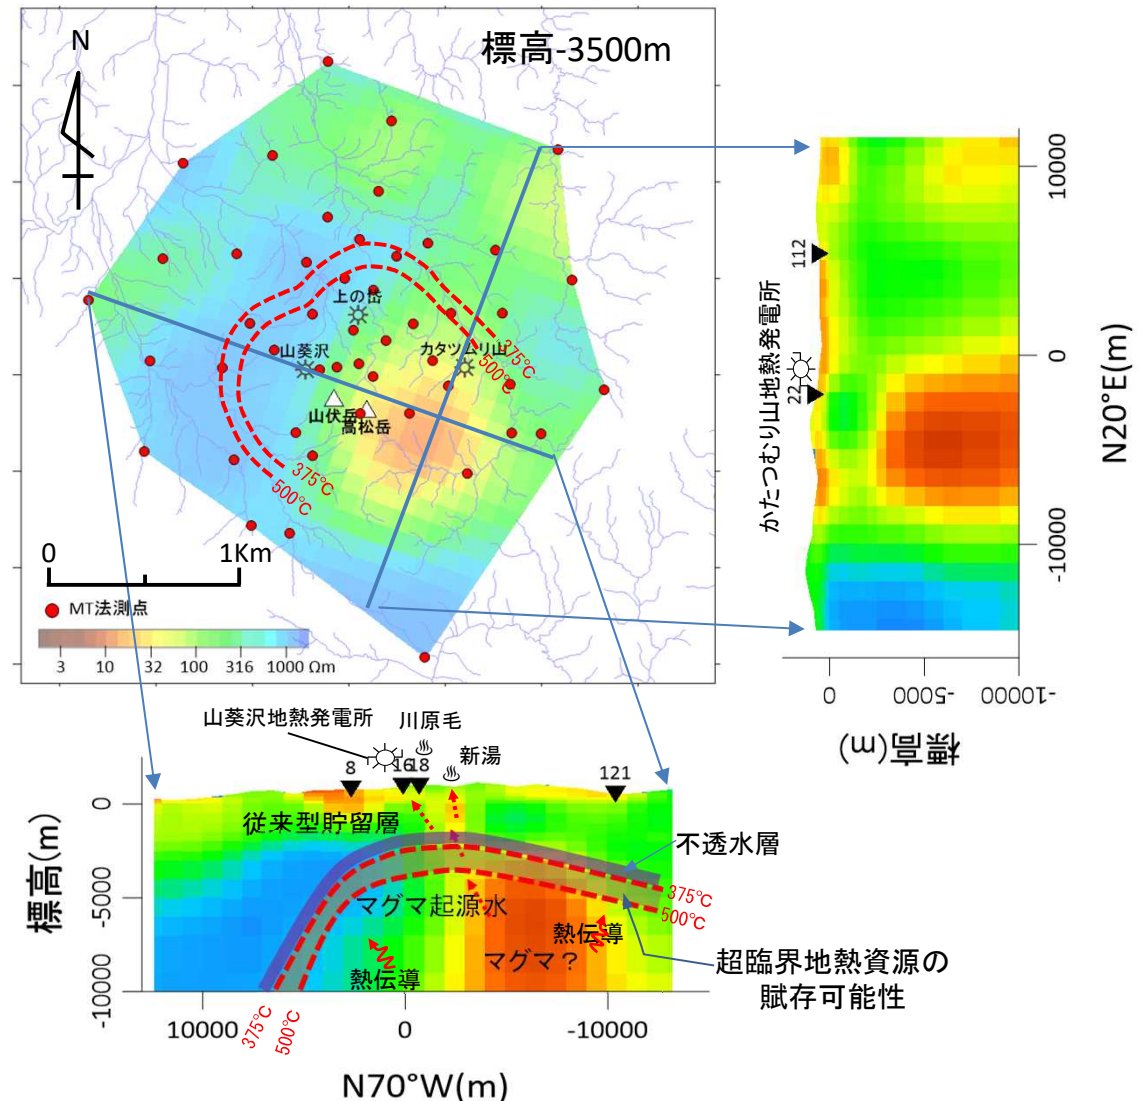 標高-3500m
N
上の岳
山葵沢
カタツムリ山
375℃
500℃
山伏岳
高松岳
375℃
500℃
0 1Km
MT法測点
3 10 32 100 316 1000 Ωm
112
22
かたつむり山地熱発電所
10000
0
-10000
N20°E(m)
0 -5000 -10000
標高(m)
山葵沢地熱発電所
川原毛
新湯
8 16 18 121
0
-5000
-10000
標高(m)
従来型貯留層
不透水層
375℃
500℃
マグマ起源水
熱伝導
マグマ？
熱伝導
超臨界地熱資源の
賦存可能性
375℃
500℃
10000 0 -10000
N70°W(m)